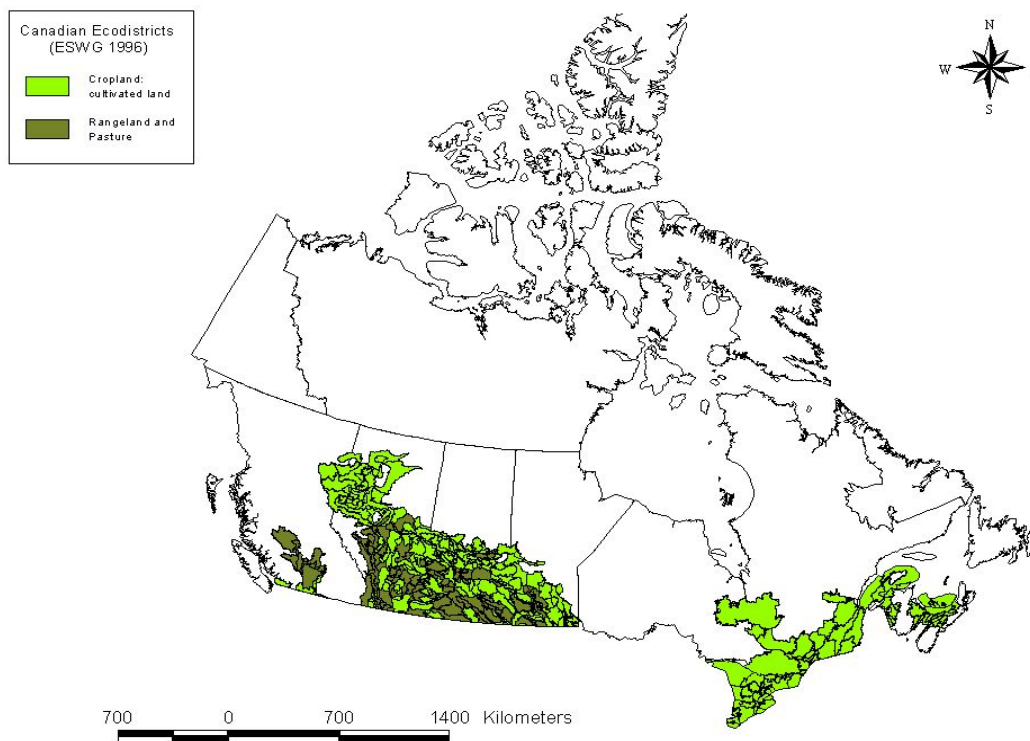 Canadian Ecodistricts
(ESWG 1996)
Cropland:
cultivated land
Rangeland and
Pasture
N
W
S
700 0 700 1400 Kilometers